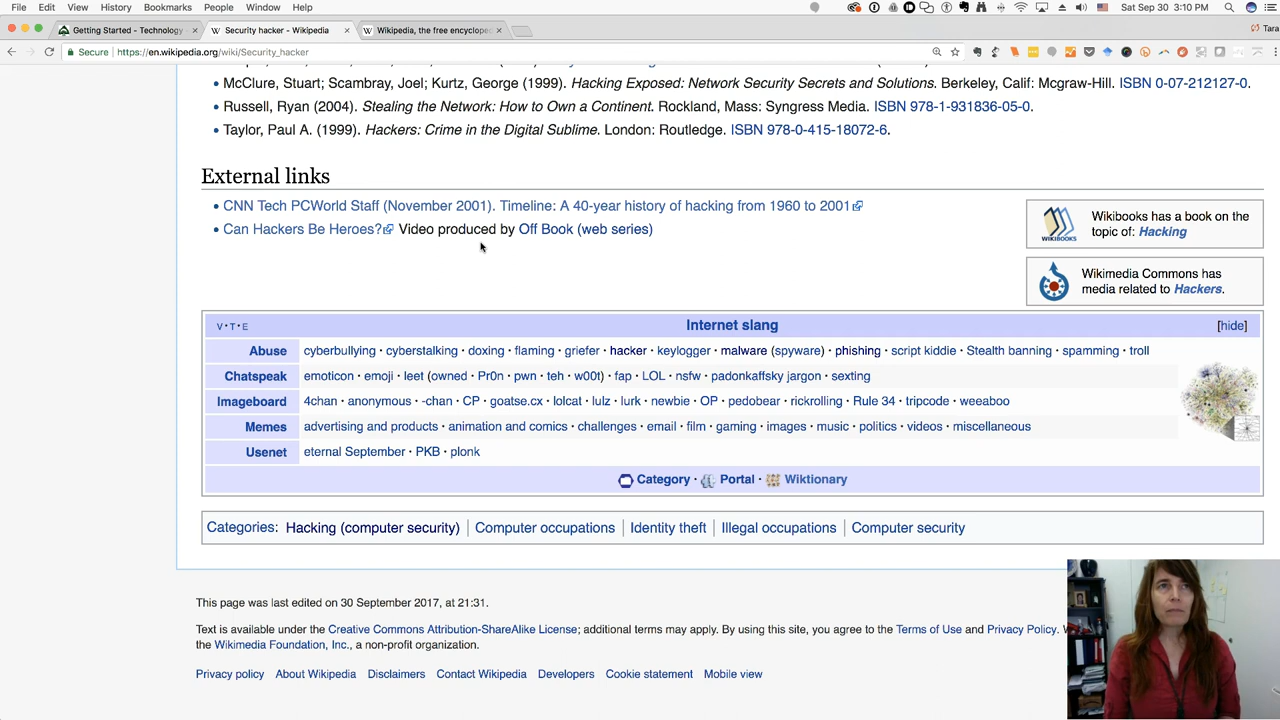 File Edit View History Bookmarks People Window Help Sat Sep 30 3:10 PM
Getting Started - Technology × Security hacker - Wikipedia × Wikipedia, the free encyclope × Tara
Secure https://en.wikipedia.org/wiki/Security_hacker
• McClure, Stuart; Scambray, Joel; Kurtz, George (1999). Hacking Exposed: Network Security Secrets and Solutions. Berkeley, Calif: Mcgraw-Hill. ISBN 0-07-212127-0.
• Russell, Ryan (2004). Stealing the Network: How to Own a Continent. Rockland, Mass: Syngress Media. ISBN 978-1-931836-05-0.
• Taylor, Paul A. (1999). Hackers: Crime in the Digital Sublime. London: Routledge. ISBN 978-0-415-18072-6.
External links
• CNN Tech PCWorld Staff (November 2001). Timeline: A 40-year history of hacking from 1960 to 2001
• Can Hackers Be Heroes? Video produced by Off Book (web series)
WIKIBOOKS
Wikibooks has a book on the
topic of: Hacking
Wikimedia Commons has
media related to Hackers.
V·T·E Internet slang [hide]
Abuse cyberbullying · cyberstalking · doxing · flaming · griefer · hacker · keylogger · malware (spyware) · phishing · script kiddie · Stealth banning · spamming · troll
Chatspeak emoticon · emoji · leet (owned · Pr0n · pwn · teh · w00t) · fap · LOL · nsfw · padonkaffsky jargon · sexting
Imageboard 4chan · anonymous · -chan · CP · goatse.cx · lolcat · lulz · lurk · newbie · OP · pedobear · rickrolling · Rule 34 · tripcode · weeaboo
Memes advertising and products · animation and comics · challenges · email · film · gaming · images · music · politics · videos · miscellaneous
Usenet eternal September · PKB · plonk
Category · Portal · Wiktionary
Categories: Hacking (computer security) | Computer occupations | Identity theft | Illegal occupations | Computer security
This page was last edited on 30 September 2017, at 21:31.
Text is available under the Creative Commons Attribution-ShareAlike License; additional terms may apply. By using this site, you agree to the Terms of Use and Privacy Policy.
the Wikimedia Foundation, Inc., a non-profit organization.
Privacy policy About Wikipedia Disclaimers Contact Wikipedia Developers Cookie statement Mobile view